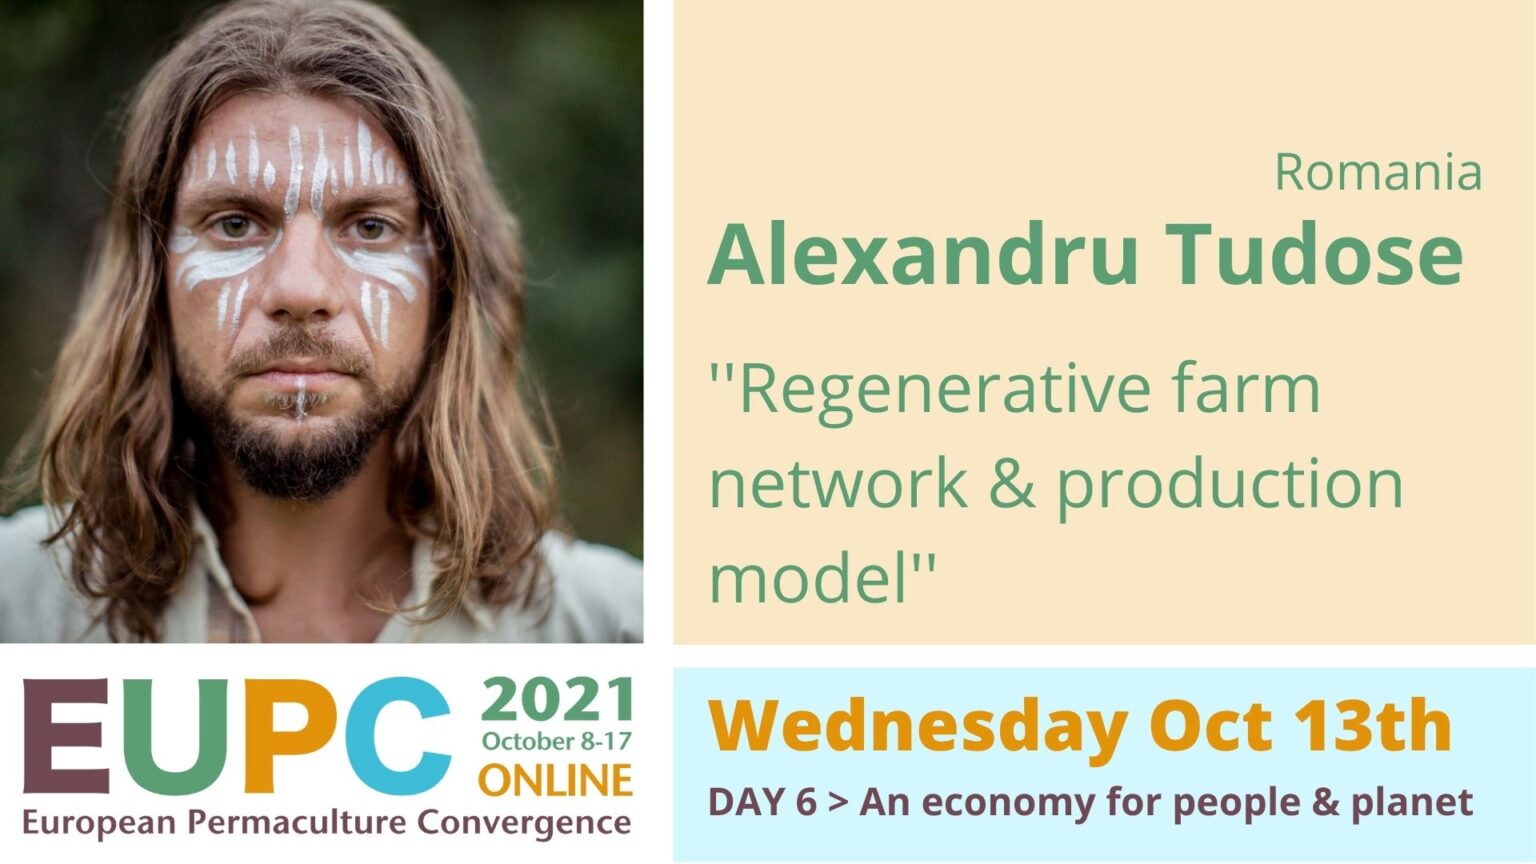 Romania
Alexandru Tudose
''Regenerative farm
network & production
model''
EUPC
2021
October 8-17
ONLINE
European Permaculture Convergence
Wednesday Oct 13th
DAY 6 > An economy for people & planet